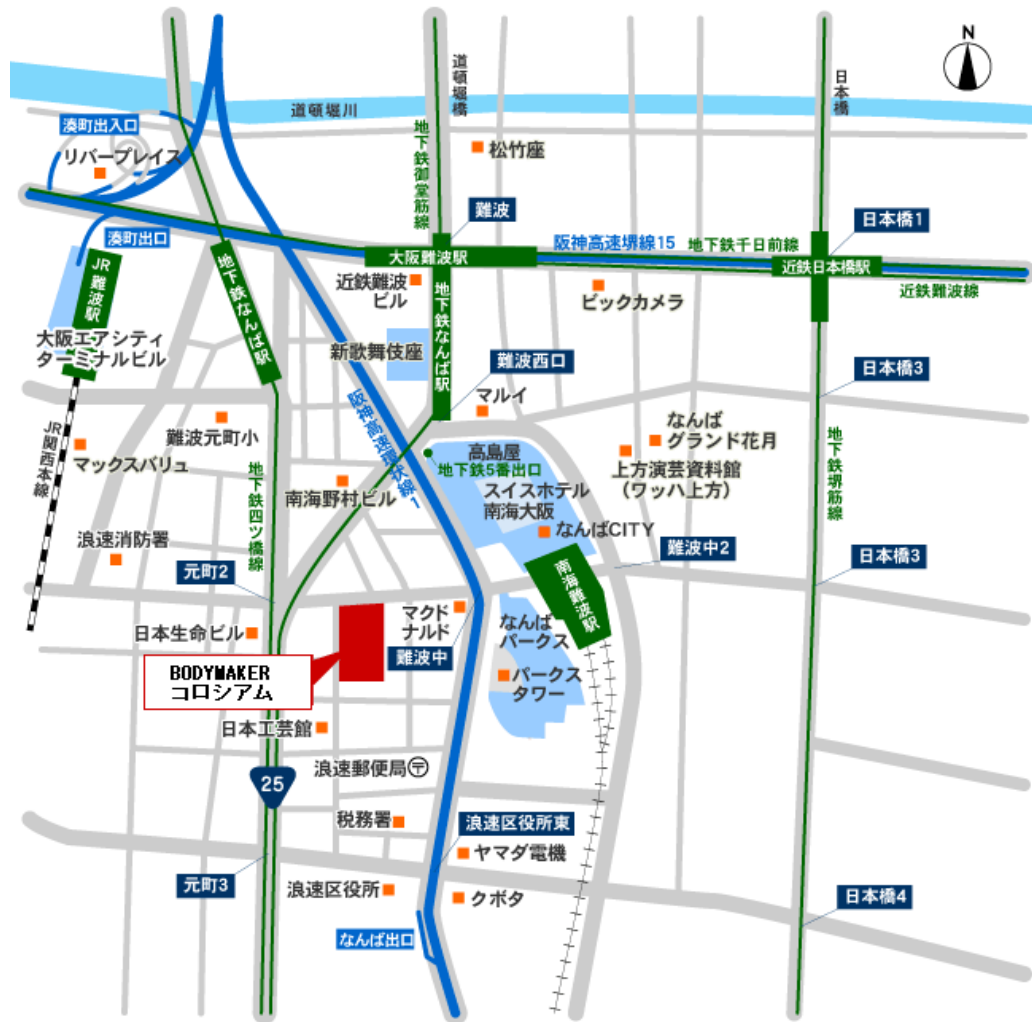 N
道頓堀川
道頓堀橋
日本橋
湊町出入口
リバープレイス
地下鉄御堂筋線
松竹座
難波
日本橋1
湊町出口
大阪難波駅
阪神高速堺線15
地下鉄千日前線
近鉄日本橋駅
近鉄難波線
JR難波駅
地下鉄なんば駅
近鉄難波
ビル
地下鉄なんば駅
ビックカメラ
大阪エアシティ
ターミナルビル
新歌舞伎座
難波西口
日本橋3
JR関西本線
難波元町小
阪神高速環状線1
マルイ
なんば
グランド花月
マックスバリュ
地下鉄四ツ橋線
南海野村ビル
高島屋
地下鉄5番出口
上方演芸資料館
(ワッハ上方)
地下鉄堺筋線
スイスホテル
南海大阪
なんばCITY
浪速消防署
元町2
難波中2
日本橋3
南海難波駅
日本生命ビル
マクド
ナルド
難波中
なんば
パークス
パークス
タワー
BODYMAKER
コロシアム
日本工芸館
浪速郵便局〒
25
税務署
浪速区役所東
ヤマダ電機
元町3
浪速区役所
クボタ
日本橋4
なんば出口